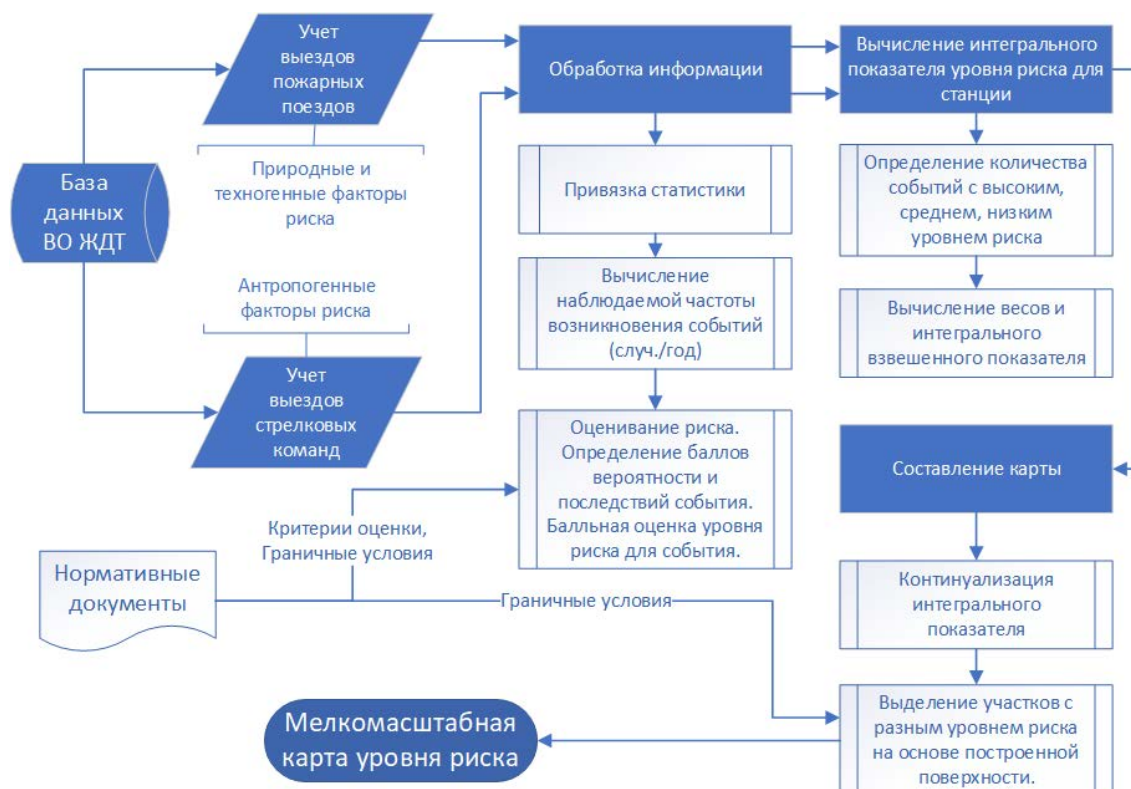 Учет
выездов
пожарных
поездов
Обработка информации
Вычисление интегрального
показателя уровня риска для
станции
База
данных
ВО ЖДТ
Природные и
техногенные факторы
риска
Антропогенные
факторы риска
Учет
выездов
стрелковых
команд
Привязка статистики
Вычисление
наблюдаемой частоты
возникновения событий
(случ./год)
Оценивание риска.
Определение баллов
вероятности и
последствий события.
Балльная оценка уровня
риска для события.
Определение количества
событий с высоким,
среднем, низким
уровнем риска
Вычисление весов и
интегрального
взвешенного показателя
Составление карты
Критерии оценки,
Граничные условия
Нормативные
документы
Граничные условия
Континуализация
интегрального
показателя
Выделение участков с
разным уровнем риска
на основе построенной
поверхности.
Мелкомасштабная
карта уровня риска